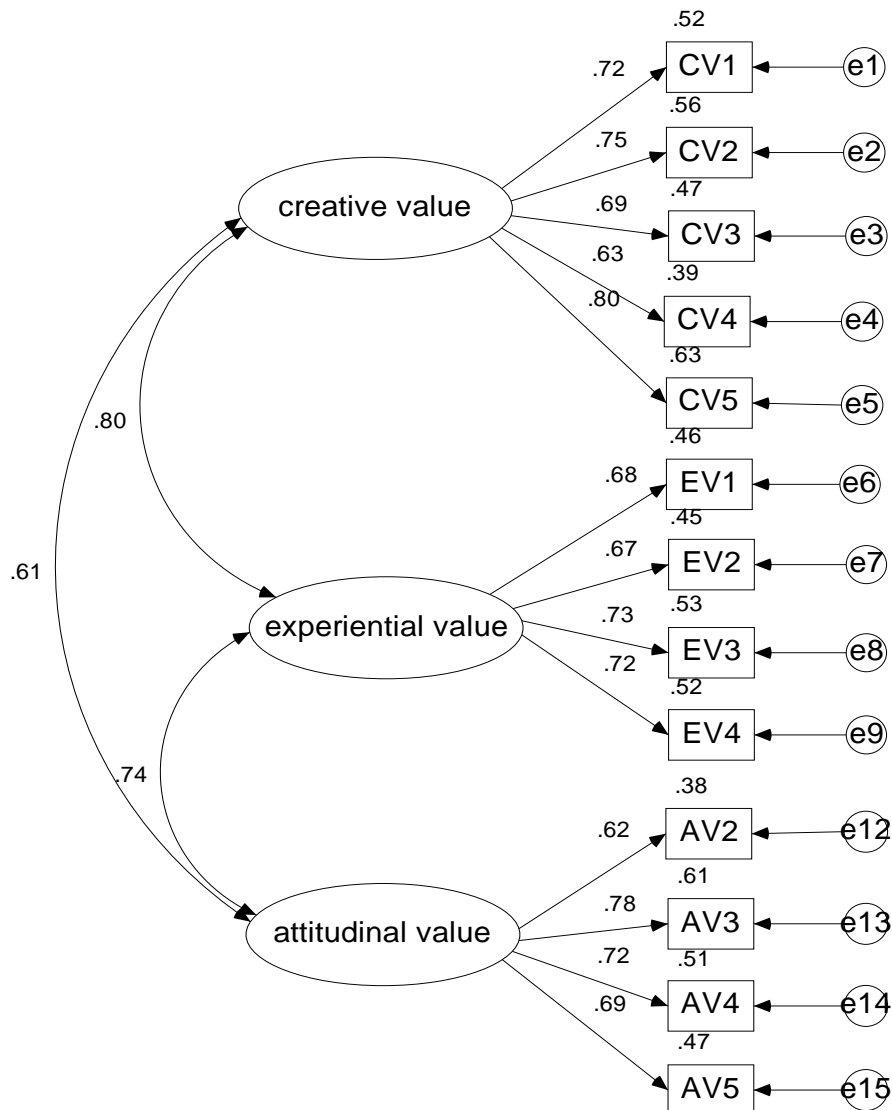 .52
.72
CV1
e1
.56
.75
CV2
e2
.47
creative value
.69
CV3
e3
.39
.63
CV4
e4
.80
.63
CV5
e5
.80
.46
.68
EV1
e6
.45
.67
EV2
e7
.61
.53
experiential value
.73
EV3
e8
.72
.52
EV4
e9
.74
.38
.62
AV2
e12
.61
.78
AV3
e13
attitudinal value
.72
.51
AV4
e14
.69
.47
AV5
e15